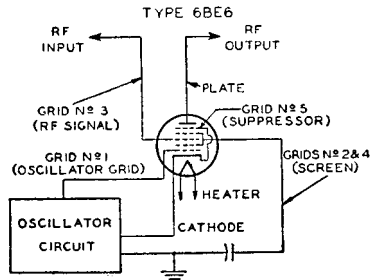 TYPE 6BE6
RF
INPUT
RF
OUTPUT
PLATE
GRID Nº 3
(RF SIGNAL)
GRID Nº 5
(SUPPRESSOR)
GRID Nº 1
(OSCILLATOR GRID)
GRIDS Nº 2 & 4
(SCREEN)
HEATER
OSCILLATOR
CIRCUIT
CATHODE